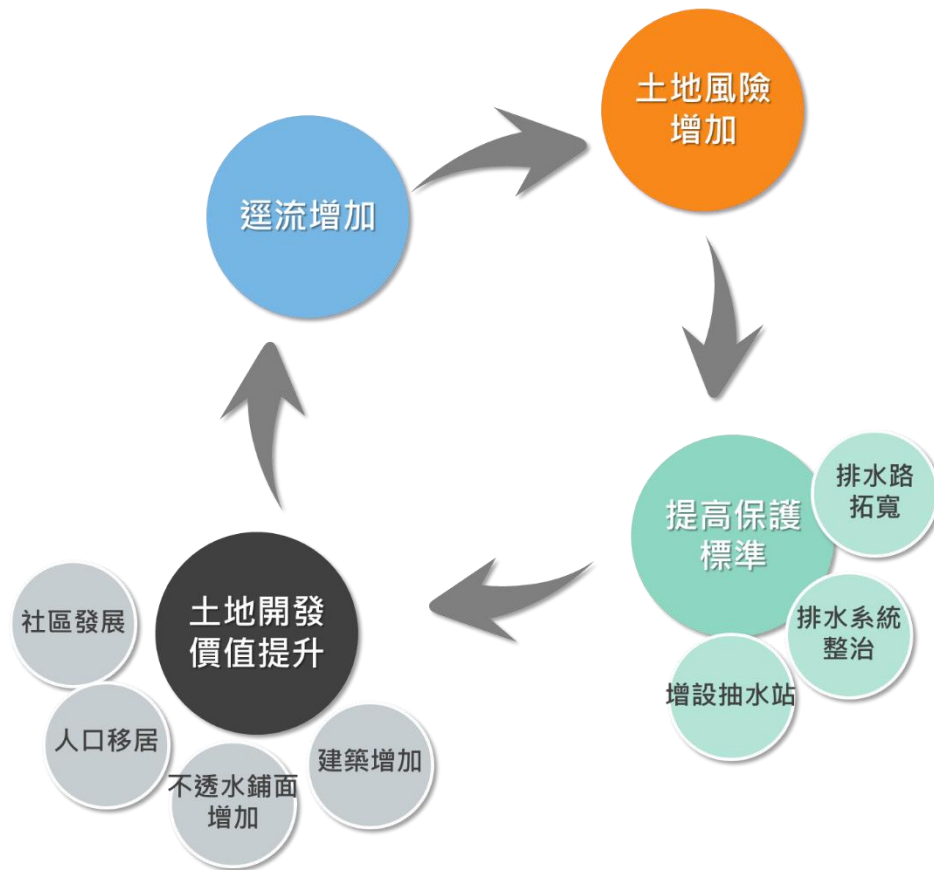 土地風險
增加
逕流增加
提高保護
標準
排水路
拓寬
排水系統
整治
增設抽水站
土地開發
價值提升
社區發展
人口移居
不透水鋪面
增加
建築增加